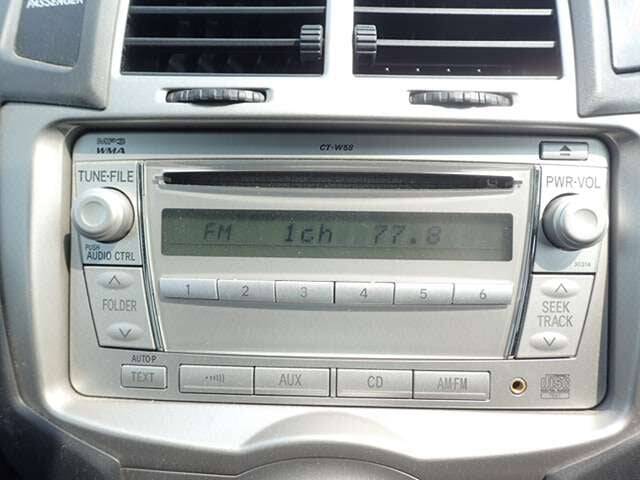 PASSENGER
MP3
WMA
CT-W58
TUNE·FILE
PWR·VOL
FM 1ch 77.8
PUSH
AUDIO CTRL
1 2 3 4 5 6
FOLDER
SEEK
TRACK
AUTO·P
TEXT AUX CD AM·FM